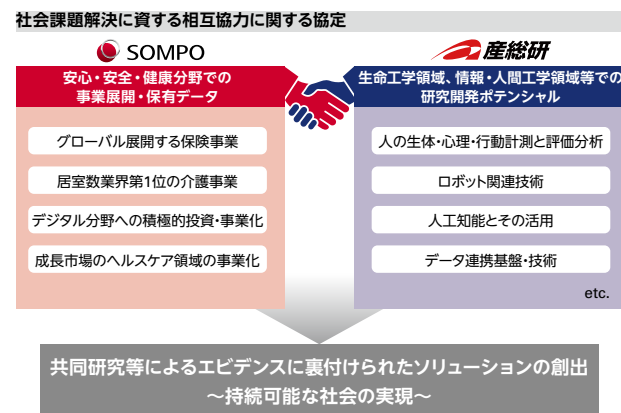 社会課題解決に資する相互協力に関する協定
SOMPO
安心・安全・健康分野での
事業展開・保有データ
グローバル展開する保険事業
居室数業界第1位の介護事業
デジタル分野への積極的投資・事業化
成長市場のヘルスケア領域の事業化
産総研
生命工学領域、情報・人間工学領域等での
研究開発ポテンシャル
人の生体・心理・行動計測と評価分析
ロボット関連技術
人工知能とその活用
データ連携基盤・技術
etc.
共同研究等によるエビデンスに裏付けられたソリューションの創出
～持続可能な社会の実現～